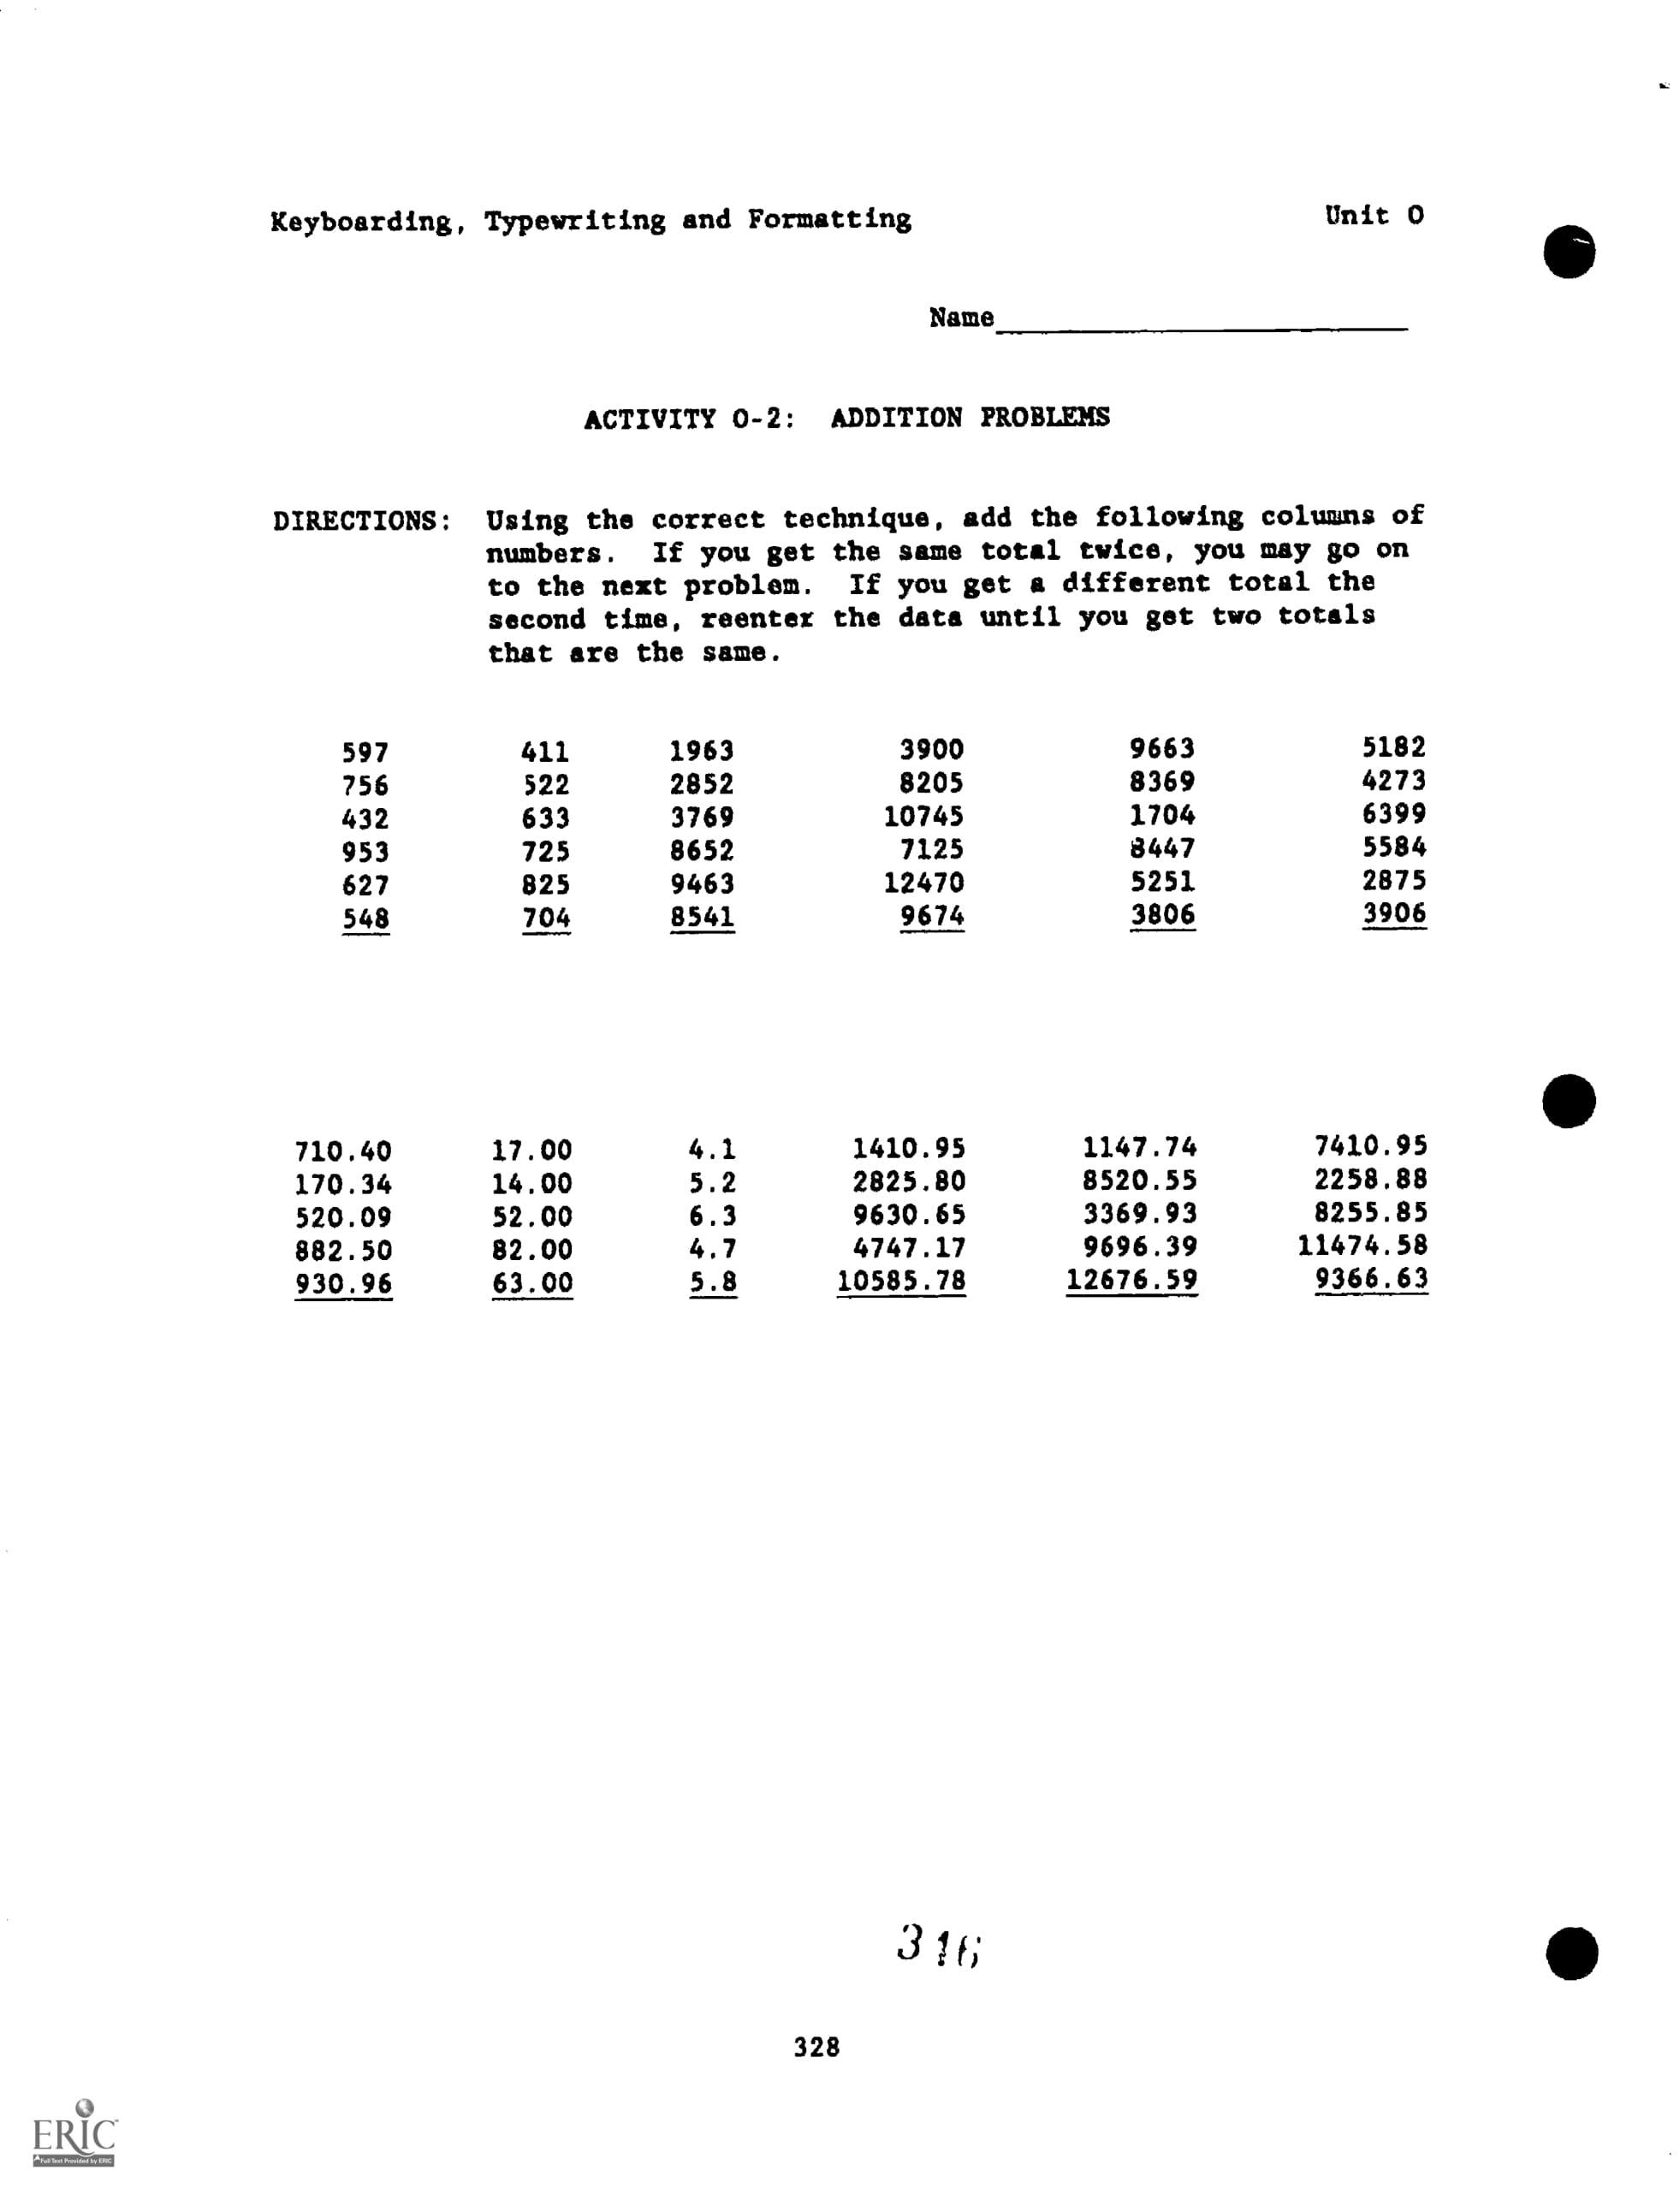 Keyboarding, Typewriting and Formatting Unit O
Name
ACTIVITY O-2: ADDITION PROBLEMS
DIRECTIONS: Using the correct technique, add the following columns of
numbers. If you get the same total twice, you may go on
to the next problem. If you get a different total the
second time, reenter the data until you get two totals
that are the same.
597 411 1963 3900 9663 5182
756 522 2852 8205 8369 4273
432 633 3769 10745 1704 6399
953 725 8652 7125 8447 5584
627 825 9463 12470 5251 2875
548 704 8541 9674 3806 3906
710.40 17.00 4.1 1410.95 1147.74 7410.95
170.34 14.00 5.2 2825.80 8520.55 2258.88
520.09 52.00 6.3 9630.65 3369.93 8255.85
882.50 82.00 4.7 4747.17 9696.39 11474.58
930.96 63.00 5.8 10585.78 12676.59 9366.63
316
328
ERIC
Full Text Provided by ERIC